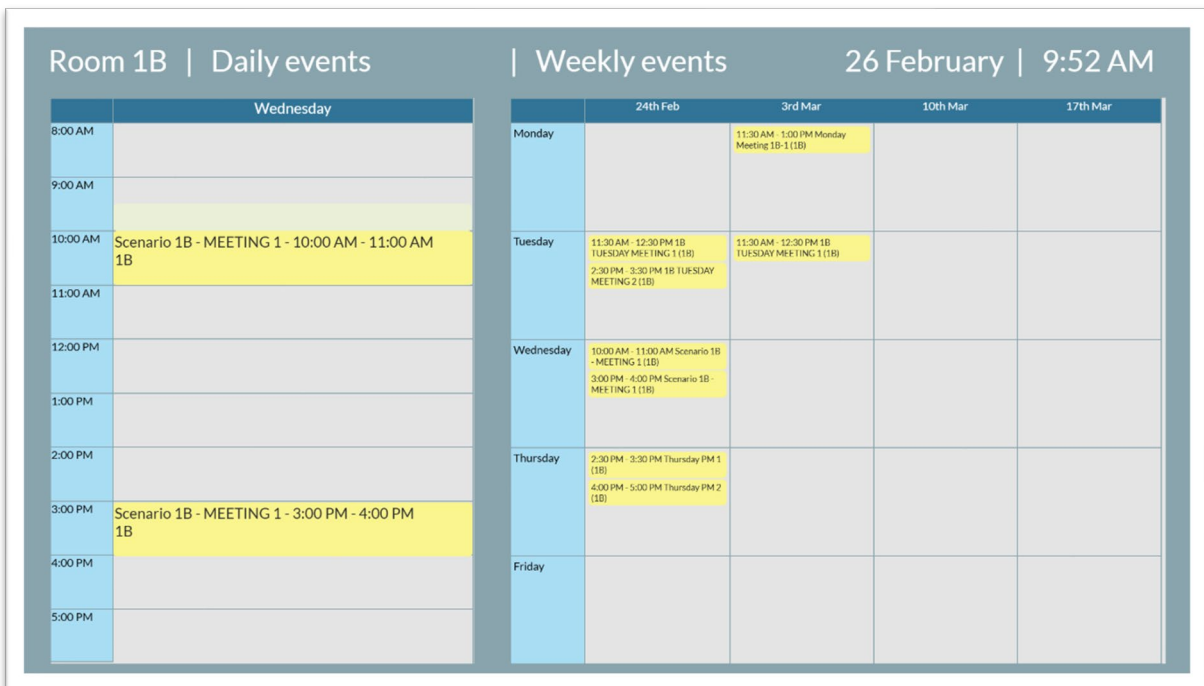 Room 1B | Daily events
| Weekly events
26 February | 9:52 AM
Wednesday
8:00 AM
9:00 AM
10:00 AM
Scenario 1B - MEETING 1 - 10:00 AM - 11:00 AM
1B
11:00 AM
12:00 PM
1:00 PM
2:00 PM
3:00 PM
Scenario 1B - MEETING 1 - 3:00 PM - 4:00 PM
1B
4:00 PM
5:00 PM
24th Feb
3rd Mar
10th Mar
17th Mar
Monday
11:30 AM - 1:00 PM Monday
Meeting 1B-1 (1B)
Tuesday
11:30 AM - 12:30 PM 1B
TUESDAY MEETING 1 (1B)
2:30 PM - 3:30 PM 1B TUESDAY
MEETING 2 (1B)
11:30 AM - 12:30 PM 1B
TUESDAY MEETING 1 (1B)
Wednesday
10:00 AM - 11:00 AM Scenario 1B
- MEETING 1 (1B)
3:00 PM - 4:00 PM Scenario 1B -
MEETING 1 (1B)
Thursday
2:30 PM - 3:30 PM Thursday PM 1
(1B)
4:00 PM - 5:00 PM Thursday PM 2
(1B)
Friday